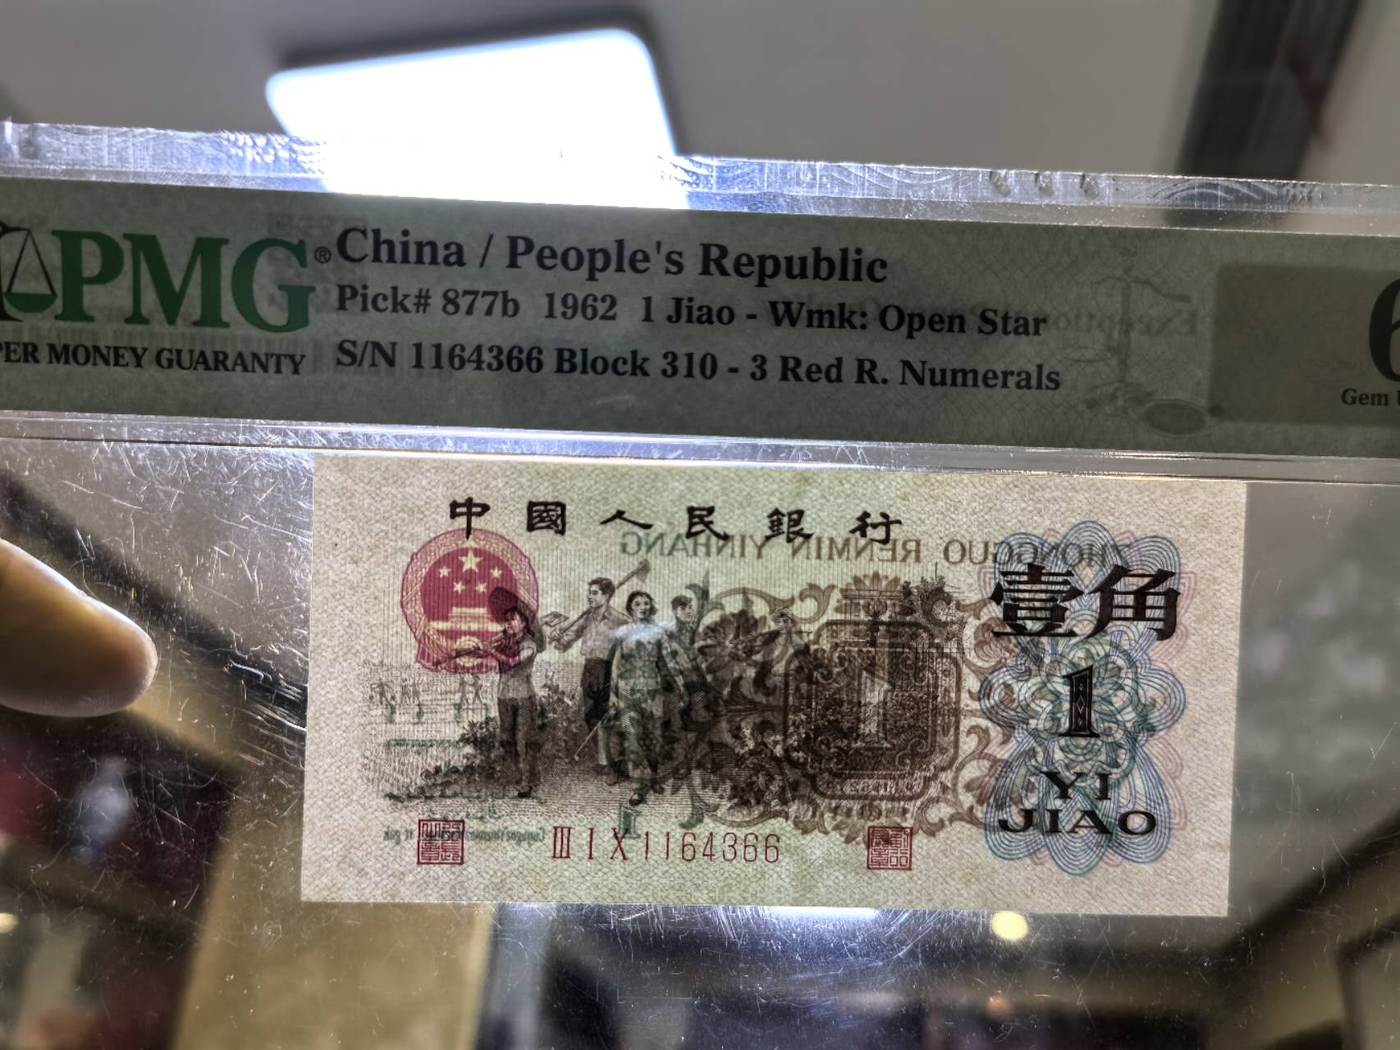 PMG®
PER MONEY GUARANTY
China / People's Republic
Pick# 877b 1962 1 Jiao - Wmk: Open Star
S/N 1164366 Block 310 - 3 Red R. Numerals
6
Gem
中國人民銀行
ZHONGGUO RENMIN YINHANG
壹角
1
YI
JIAO
III I X 1164366